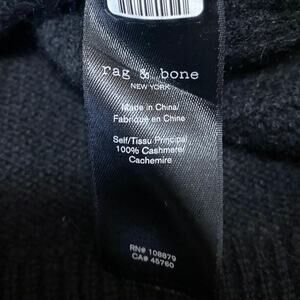 rag & bone
NEW YORK
Made in China/
Fabriqué en Chine
Self/Tissu Principal
100% Cashmere/
Cachemire
RN# 108879
CA# 45760